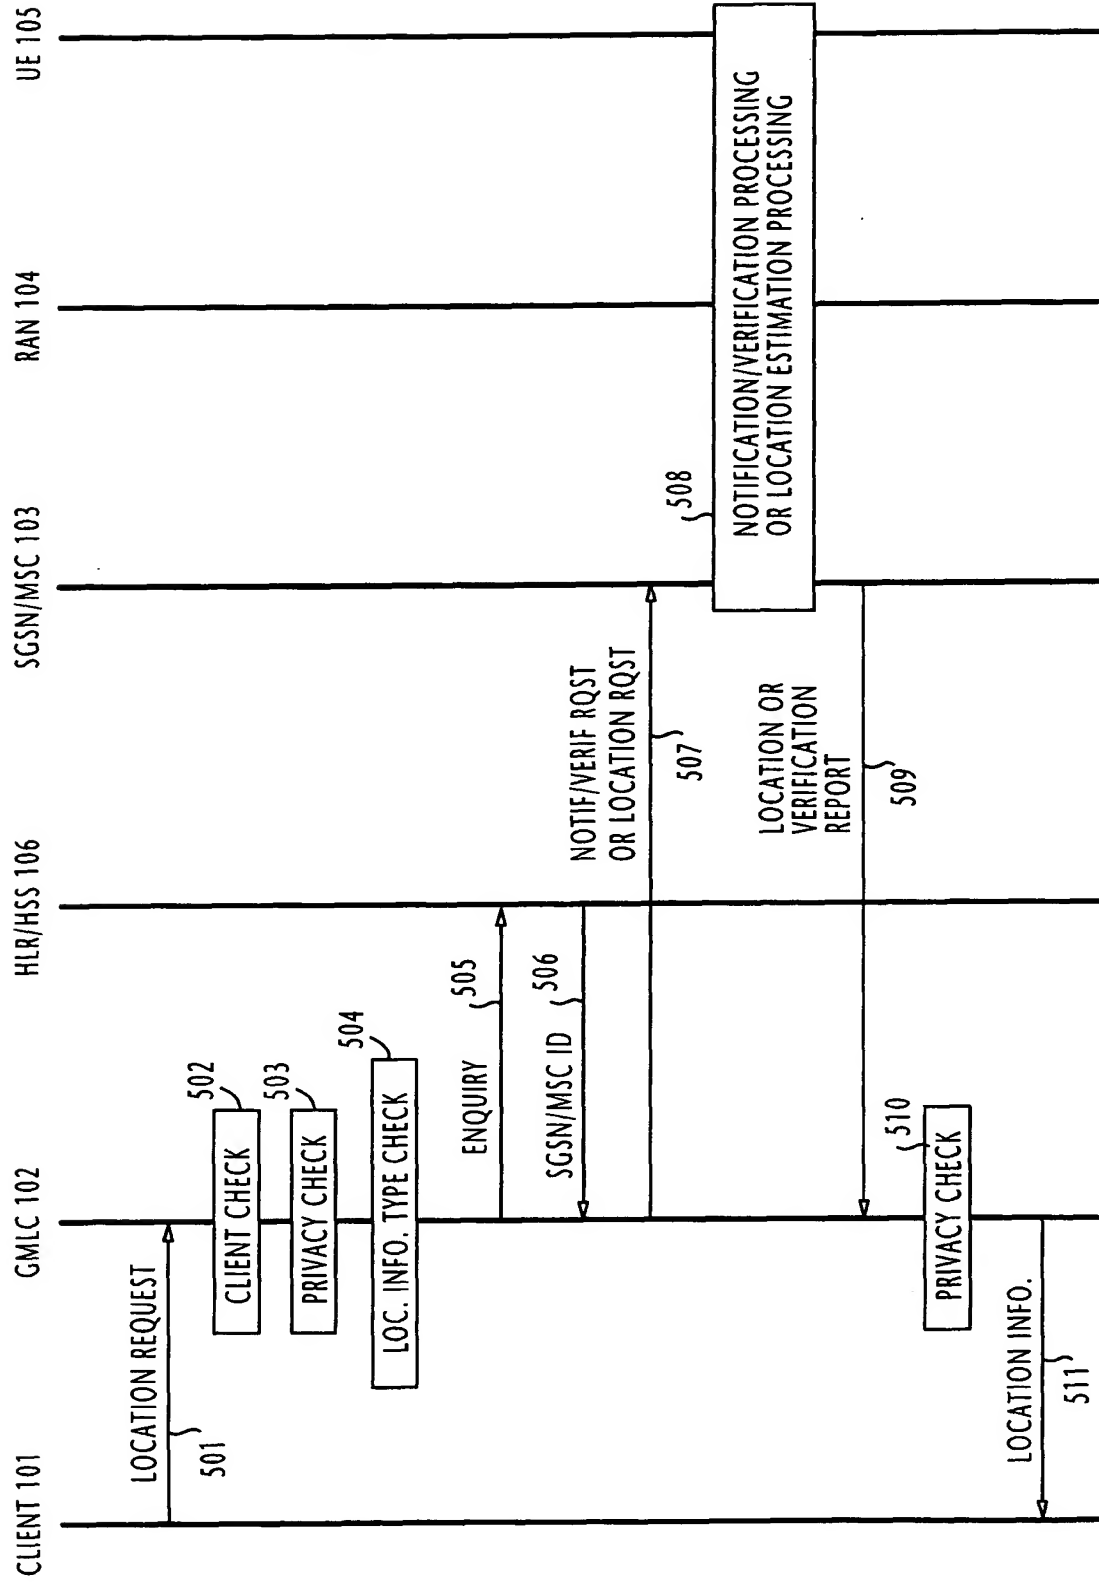 CLIENT 101
GMLC 102
HLR/HSS 106
SGSN/MSC 103
RAN 104
UE 105
LOCATION REQUEST
501
CLIENT CHECK
502
PRIVACY CHECK
503
LOC. INFO. TYPE CHECK
504
ENQUIRY
505
SGSN/MSC ID
506
NOTIF/VERIF RQST
OR LOCATION RQST
507
508
NOTIFICATION/VERIFICATION PROCESSING
OR LOCATION ESTIMATION PROCESSING
LOCATION OR
VERIFICATION
REPORT
509
PRIVACY CHECK
510
LOCATION INFO.
511